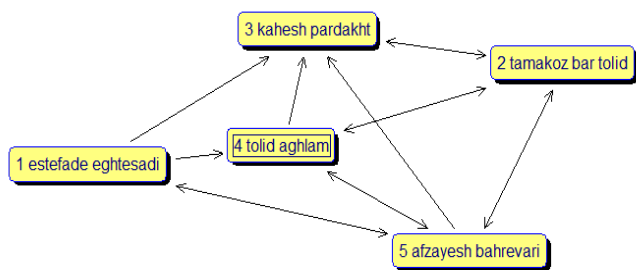 3 kahesh pardakht
2 tamakoz bar tolid
4 tolid aghlam
1 estefade eghtesadi
5 afzayesh bahrevari